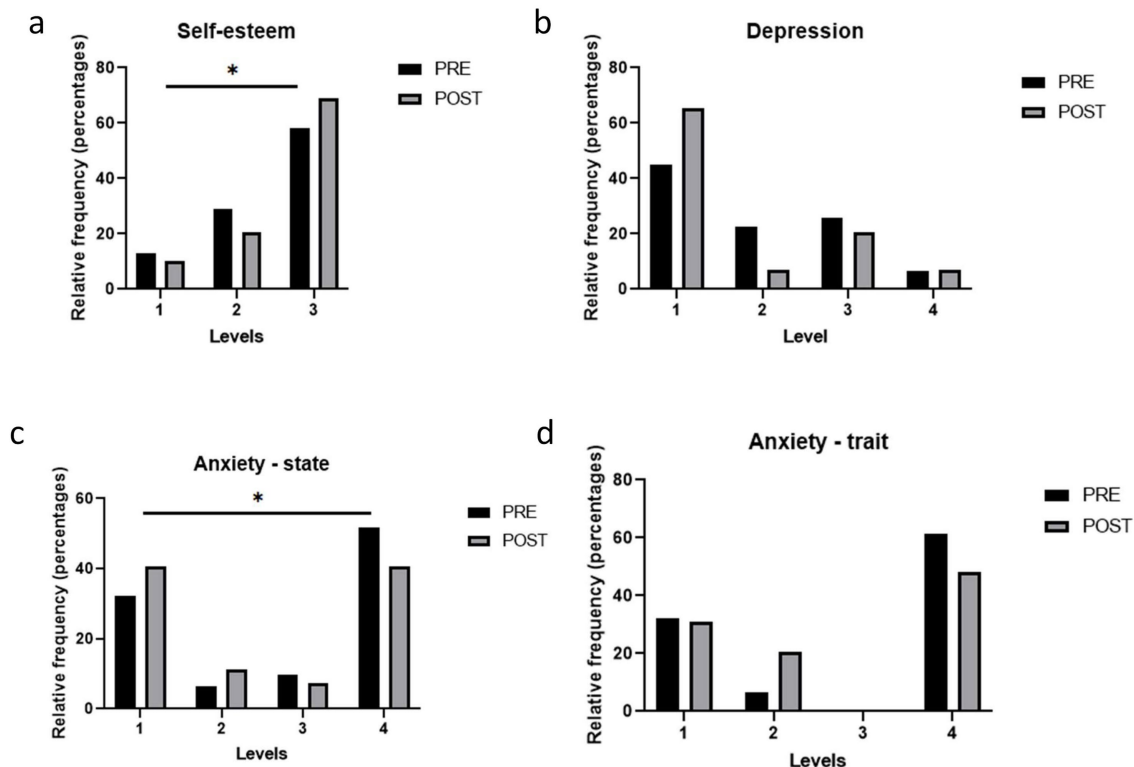 a
Self-esteem
Relative frequency (percentages)
80
60
40
20
0
*
1 2 3
Levels
PRE
POST
b
Depression
Relative frequency (percentages)
80
60
40
20
0
1 2 3 4
Level
PRE
POST
c
Anxiety - state
Relative frequency (percentages)
60
40
20
0
*
1 2 3 4
Levels
PRE
POST
d
Anxiety - trait
Relative frequency (percentages)
80
60
40
20
0
1 2 3 4
Levels
PRE
POST